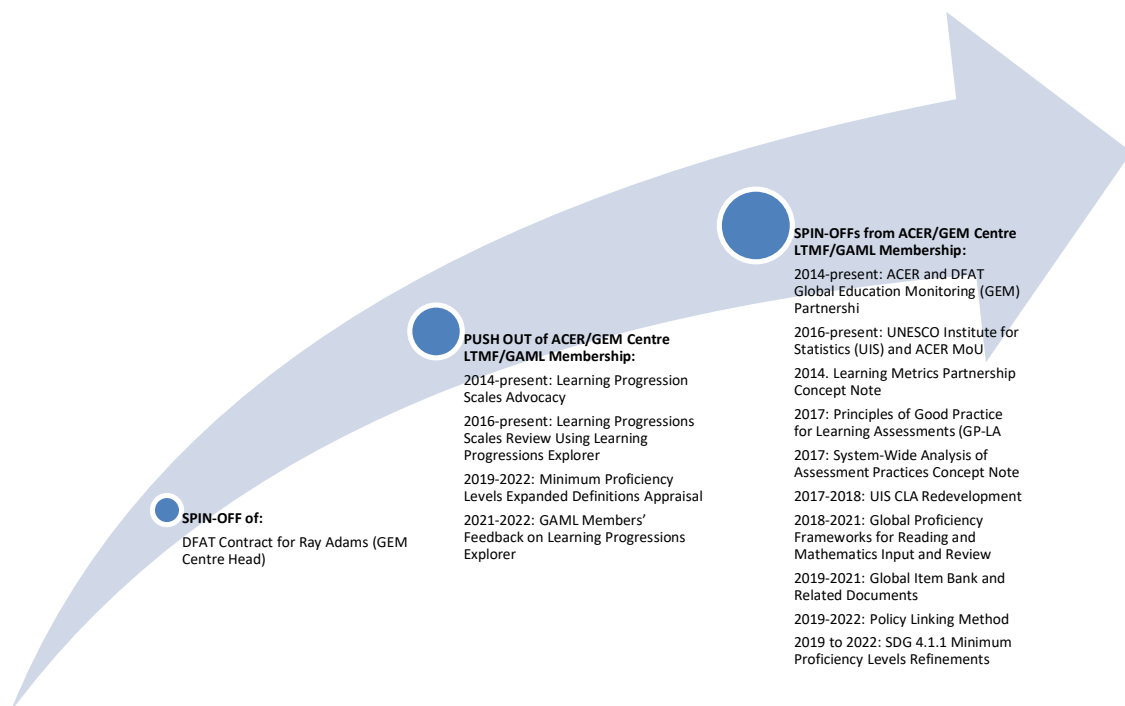 SPIN-OFF of:
DFAT Contract for Ray Adams (GEM
Centre Head)
PUSH OUT of ACER/GEM Centre
LTMF/GAML Membership:
2014-present: Learning Progression
Scales Advocacy
2016-present: Learning Progressions
Scales Review Using Learning
Progressions Explorer
2019-2022: Minimum Proficiency
Levels Expanded Definitions Appraisal
2021-2022: GAML Members’
Feedback on Learning Progressions
Explorer
SPIN-OFFs from ACER/GEM Centre
LTMF/GAML Membership:
2014-present: ACER and DFAT
Global Education Monitoring (GEM)
Partnershi
2016-present: UNESCO Institute for
Statistics (UIS) and ACER MoU
2014. Learning Metrics Partnership
Concept Note
2017: Principles of Good Practice
for Learning Assessments (GP-LA
2017: System-Wide Analysis of
Assessment Practices Concept Note
2017-2018: UIS CLA Redevelopment
2018-2021: Global Proficiency
Frameworks for Reading and
Mathematics Input and Review
2019-2021: Global Item Bank and
Related Documents
2019-2022: Policy Linking Method
2019 to 2022: SDG 4.1.1 Minimum
Proficiency Levels Refinements